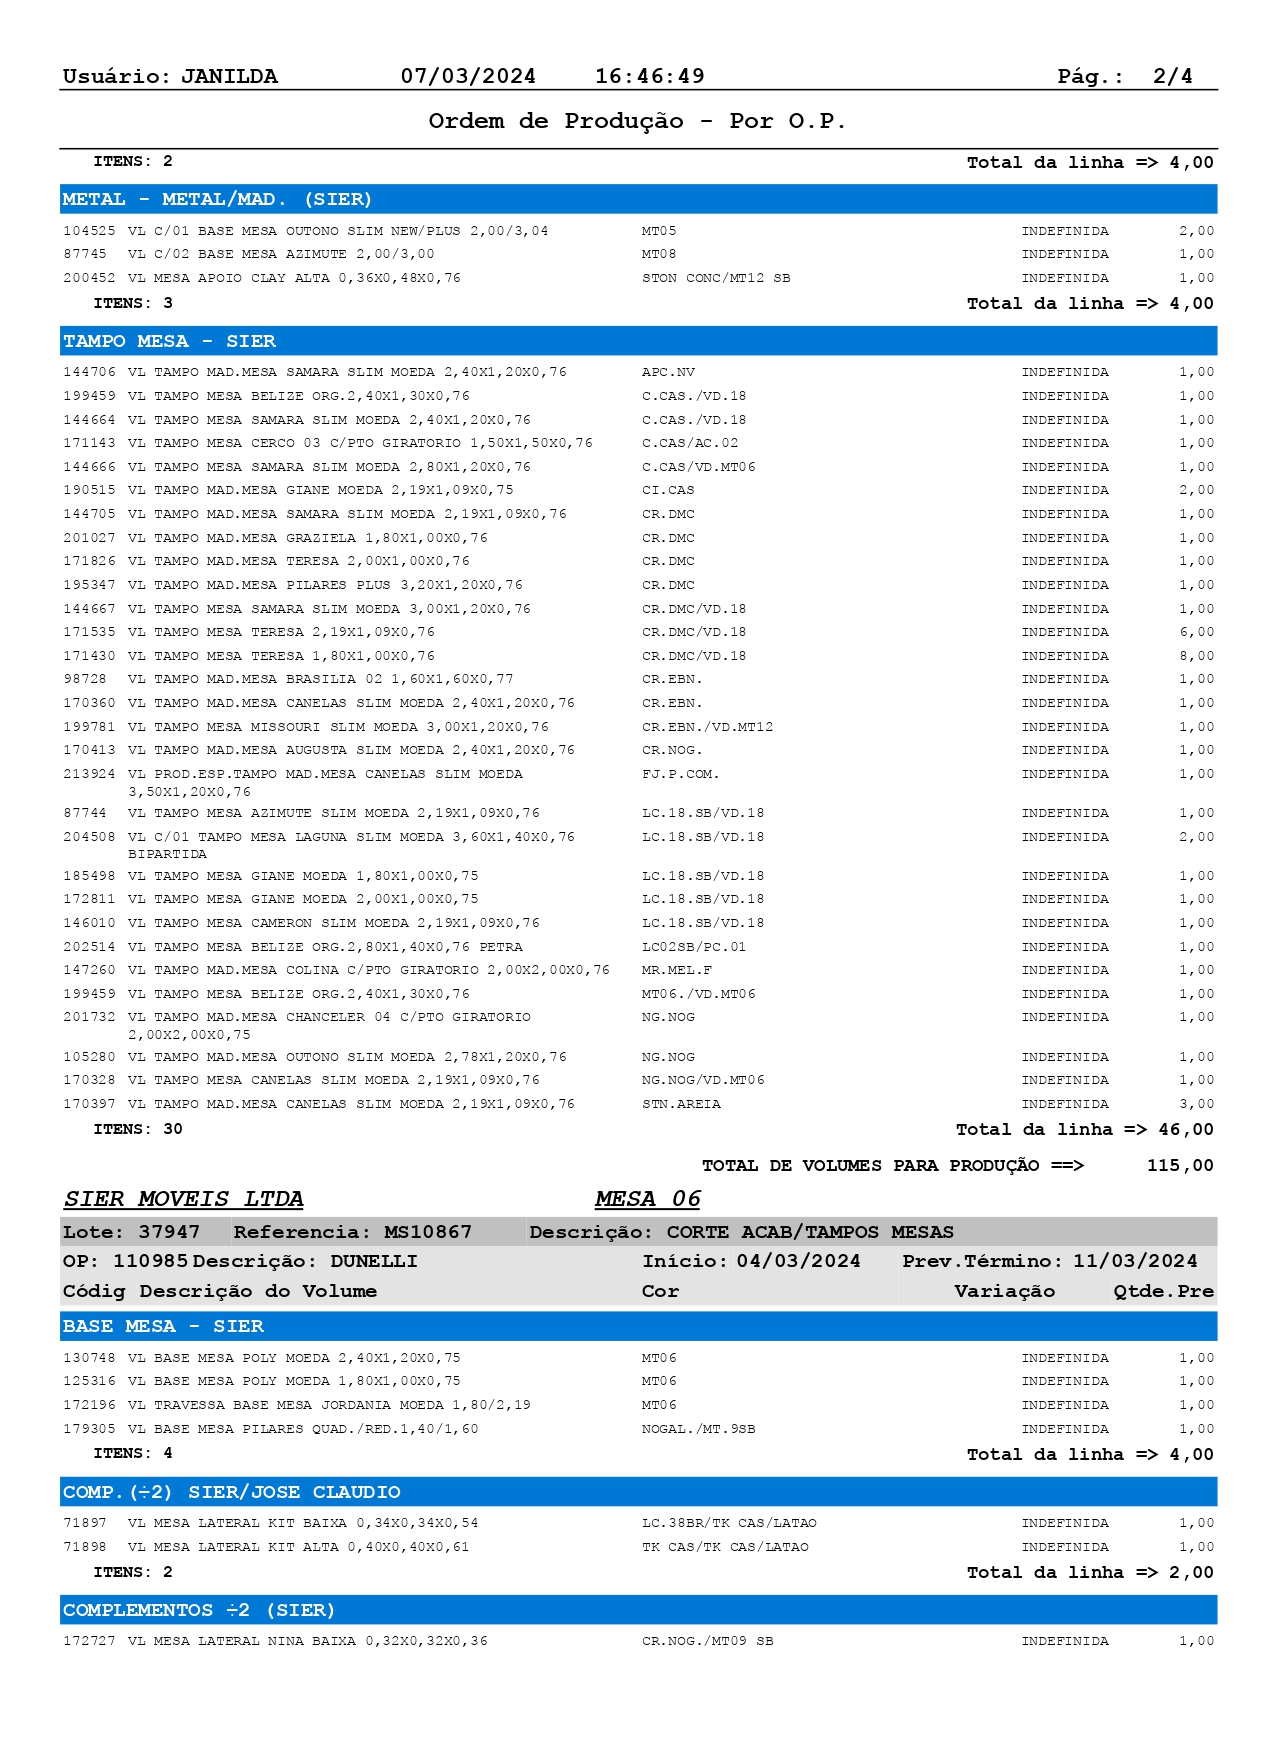 Usuário: JANILDA 07/03/2024 16:46:49 Pág.: 2/4
Ordem de Produção - Por O.P.
ITENS: 2 Total da linha => 4,00
METAL - METAL/MAD. (SIER)
104525 VL C/01 BASE MESA OUTONO SLIM NEW/PLUS 2,00/3,04 MT05 INDEFINIDA 2,00
87745 VL C/02 BASE MESA AZIMUTE 2,00/3,00 MT08 INDEFINIDA 1,00
200452 VL MESA APOIO CLAY ALTA 0,36X0,48X0,76 STON CONC/MT12 SB INDEFINIDA 1,00
ITENS: 3 Total da linha => 4,00
TAMPO MESA - SIER
144706 VL TAMPO MAD.MESA SAMARA SLIM MOEDA 2,40X1,20X0,76 APC.NV INDEFINIDA 1,00
199459 VL TAMPO MESA BELIZE ORG.2,40X1,30X0,76 C.CAS./VD.18 INDEFINIDA 1,00
144664 VL TAMPO MESA SAMARA SLIM MOEDA 2,40X1,20X0,76 C.CAS./VD.18 INDEFINIDA 1,00
171143 VL TAMPO MESA CERCO 03 C/PTO GIRATORIO 1,50X1,50X0,76 C.CAS/AC.02 INDEFINIDA 1,00
144666 VL TAMPO MESA SAMARA SLIM MOEDA 2,80X1,20X0,76 C.CAS/VD.MT06 INDEFINIDA 1,00
190515 VL TAMPO MAD.MESA GIANE MOEDA 2,19X1,09X0,75 CI.CAS INDEFINIDA 2,00
144705 VL TAMPO MAD.MESA SAMARA SLIM MOEDA 2,19X1,09X0,76 CR.DMC INDEFINIDA 1,00
201027 VL TAMPO MAD.MESA GRAZIELA 1,80X1,00X0,76 CR.DMC INDEFINIDA 1,00
171826 VL TAMPO MAD.MESA TERESA 2,00X1,00X0,76 CR.DMC INDEFINIDA 1,00
195347 VL TAMPO MAD.MESA PILARES PLUS 3,20X1,20X0,76 CR.DMC INDEFINIDA 1,00
144667 VL TAMPO MESA SAMARA SLIM MOEDA 3,00X1,20X0,76 CR.DMC/VD.18 INDEFINIDA 1,00
171535 VL TAMPO MESA TERESA 2,19X1,09X0,76 CR.DMC/VD.18 INDEFINIDA 6,00
171430 VL TAMPO MESA TERESA 1,80X1,00X0,76 CR.DMC/VD.18 INDEFINIDA 8,00
98728 VL TAMPO MAD.MESA BRASILIA 02 1,60X1,60X0,77 CR.EBN. INDEFINIDA 1,00
170360 VL TAMPO MAD.MESA CANELAS SLIM MOEDA 2,40X1,20X0,76 CR.EBN. INDEFINIDA 1,00
199781 VL TAMPO MESA MISSOURI SLIM MOEDA 3,00X1,20X0,76 CR.EBN./VD.MT12 INDEFINIDA 1,00
170413 VL TAMPO MAD.MESA AUGUSTA SLIM MOEDA 2,40X1,20X0,76 CR.NOG. INDEFINIDA 1,00
213924 VL PROD.ESP.TAMPO MAD.MESA CANELAS SLIM MOEDA FJ.P.COM. INDEFINIDA 1,00
3,50X1,20X0,76
87744 VL TAMPO MESA AZIMUTE SLIM MOEDA 2,19X1,09X0,76 LC.18.SB/VD.18 INDEFINIDA 1,00
204508 VL C/01 TAMPO MESA LAGUNA SLIM MOEDA 3,60X1,40X0,76 LC.18.SB/VD.18 INDEFINIDA 2,00
BIPARTIDA
185498 VL TAMPO MESA GIANE MOEDA 1,80X1,00X0,75 LC.18.SB/VD.18 INDEFINIDA 1,00
172811 VL TAMPO MESA GIANE MOEDA 2,00X1,00X0,75 LC.18.SB/VD.18 INDEFINIDA 1,00
146010 VL TAMPO MESA CAMERON SLIM MOEDA 2,19X1,09X0,76 LC.18.SB/VD.18 INDEFINIDA 1,00
202514 VL TAMPO MESA BELIZE ORG.2,80X1,40X0,76 PETRA LC02SB/PC.01 INDEFINIDA 1,00
147260 VL TAMPO MAD.MESA COLINA C/PTO GIRATORIO 2,00X2,00X0,76 MR.MEL.F INDEFINIDA 1,00
199459 VL TAMPO MESA BELIZE ORG.2,40X1,30X0,76 MT06./VD.MT06 INDEFINIDA 1,00
201732 VL TAMPO MAD.MESA CHANCELER 04 C/PTO GIRATORIO NG.NOG INDEFINIDA 1,00
2,00X2,00X0,75
105280 VL TAMPO MAD.MESA OUTONO SLIM MOEDA 2,78X1,20X0,76 NG.NOG INDEFINIDA 1,00
170328 VL TAMPO MESA CANELAS SLIM MOEDA 2,19X1,09X0,76 NG.NOG/VD.MT06 INDEFINIDA 1,00
170397 VL TAMPO MAD.MESA CANELAS SLIM MOEDA 2,19X1,09X0,76 STN.AREIA INDEFINIDA 3,00
ITENS: 30 Total da linha => 46,00
TOTAL DE VOLUMES PARA PRODUÇÃO ==> 115,00
SIER MOVEIS LTDA MESA 06
Lote: 37947 Referencia: MS10867 Descrição: CORTE ACAB/TAMPOS MESAS
OP: 110985 Descrição: DUNELLI Início: 04/03/2024 Prev.Término: 11/03/2024
Códig Descrição do Volume Cor Variação Qtde.Pre
BASE MESA - SIER
130748 VL BASE MESA POLY MOEDA 2,40X1,20X0,75 MT06 INDEFINIDA 1,00
125316 VL BASE MESA POLY MOEDA 1,80X1,00X0,75 MT06 INDEFINIDA 1,00
172196 VL TRAVESSA BASE MESA JORDANIA MOEDA 1,80/2,19 MT06 INDEFINIDA 1,00
179305 VL BASE MESA PILARES QUAD./RED.1,40/1,60 NOGAL./MT.9SB INDEFINIDA 1,00
ITENS: 4 Total da linha => 4,00
COMP.(÷2) SIER/JOSE CLAUDIO
71897 VL MESA LATERAL KIT BAIXA 0,34X0,34X0,54 LC.38BR/TK CAS/LATAO INDEFINIDA 1,00
71898 VL MESA LATERAL KIT ALTA 0,40X0,40X0,61 TK CAS/TK CAS/LATAO INDEFINIDA 1,00
ITENS: 2 Total da linha => 2,00
COMPLEMENTOS ÷2 (SIER)
172727 VL MESA LATERAL NINA BAIXA 0,32X0,32X0,36 CR.NOG./MT09 SB INDEFINIDA 1,00